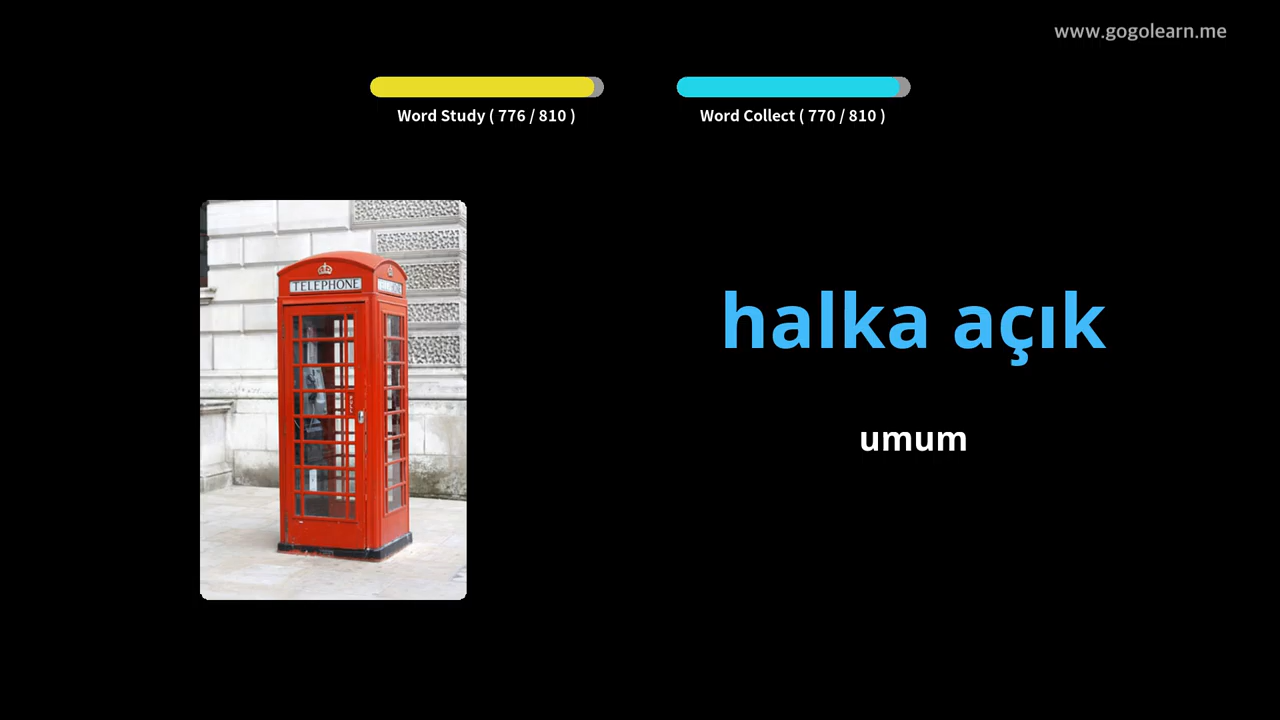 www.gogolearn.me
Word Study ( 776 / 810 )
Word Collect ( 770 / 810 )
TELEPHONE
halka açık
umum